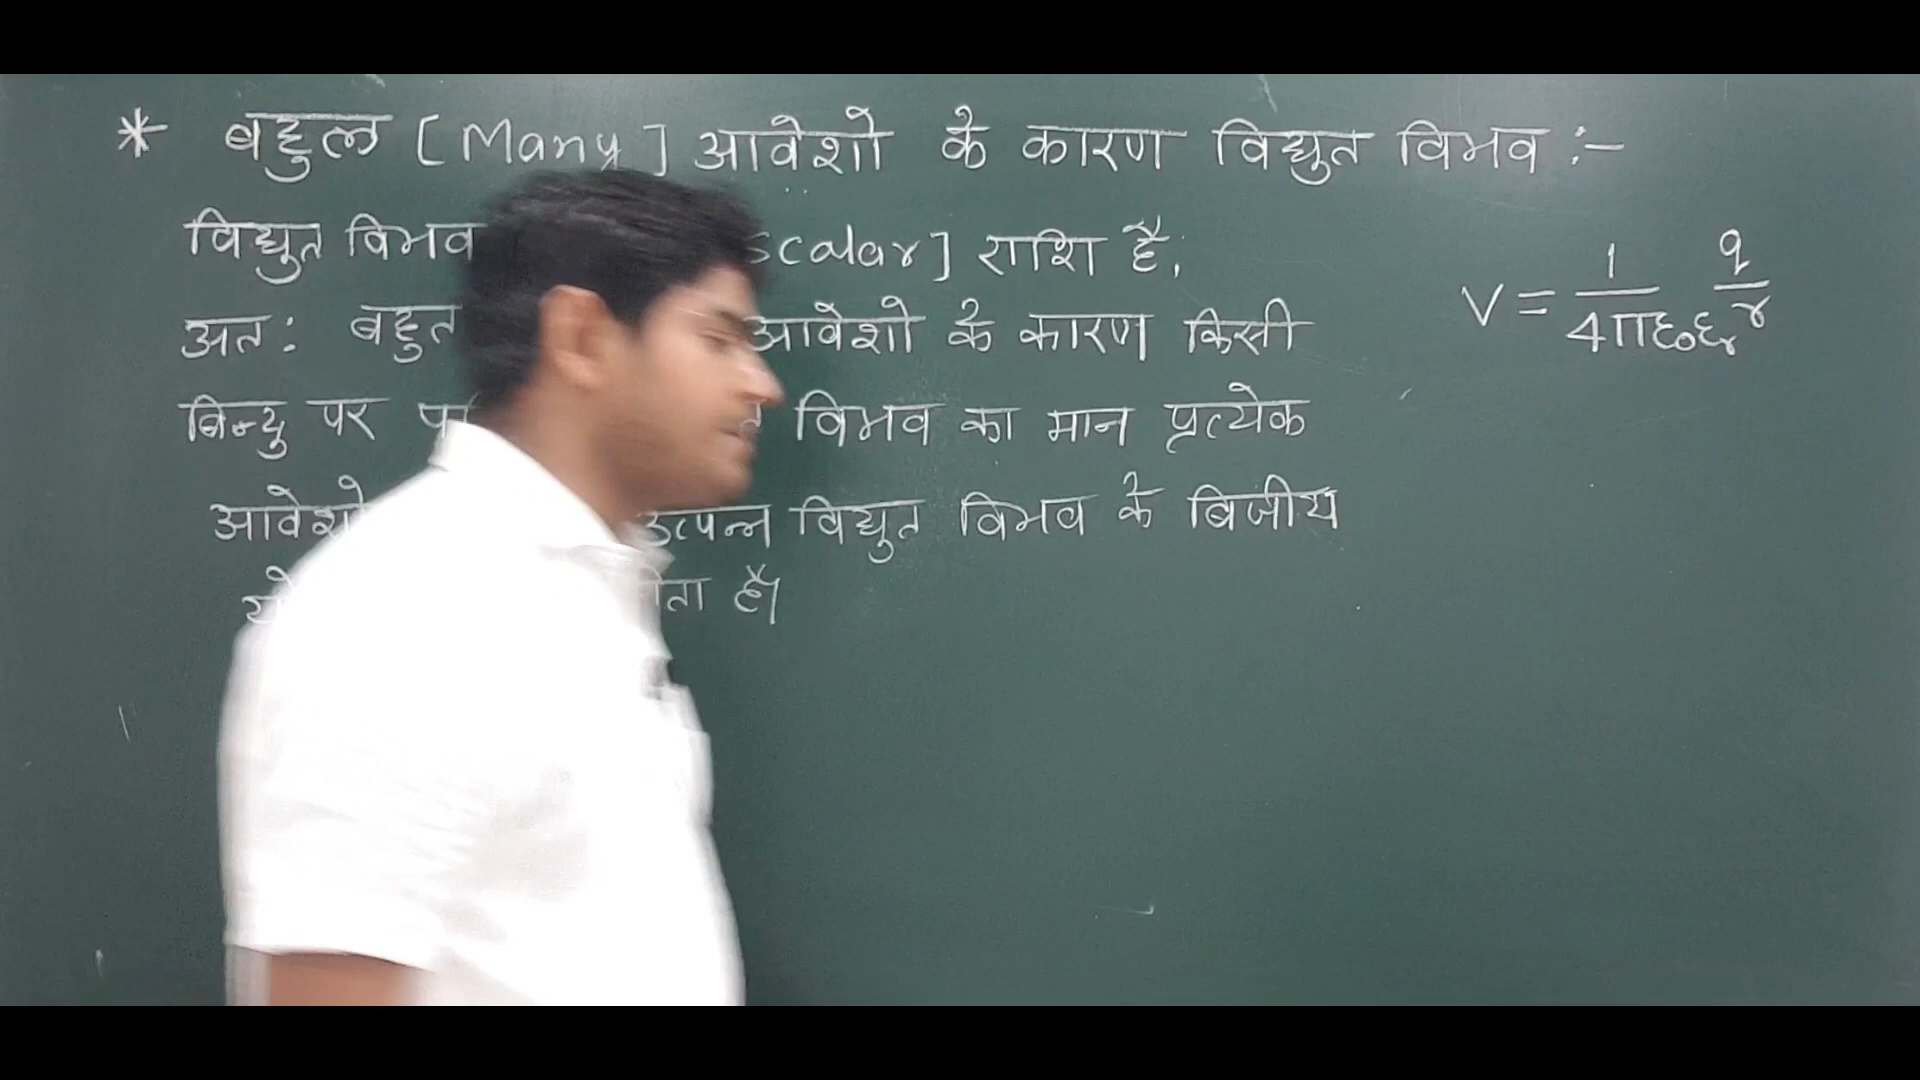 * बहुल [Many] आवेशो के कारण विद्युत विभव :-
विद्युत विभव scalar] राशि है,
अतः बहुत आवेशो के कारण किसी
बिन्दु पर विभव का मान प्रत्येक
उत्पन्न विद्युत विभव के बिजीय
है।
V = 1/4πε₀εᵣ q/r